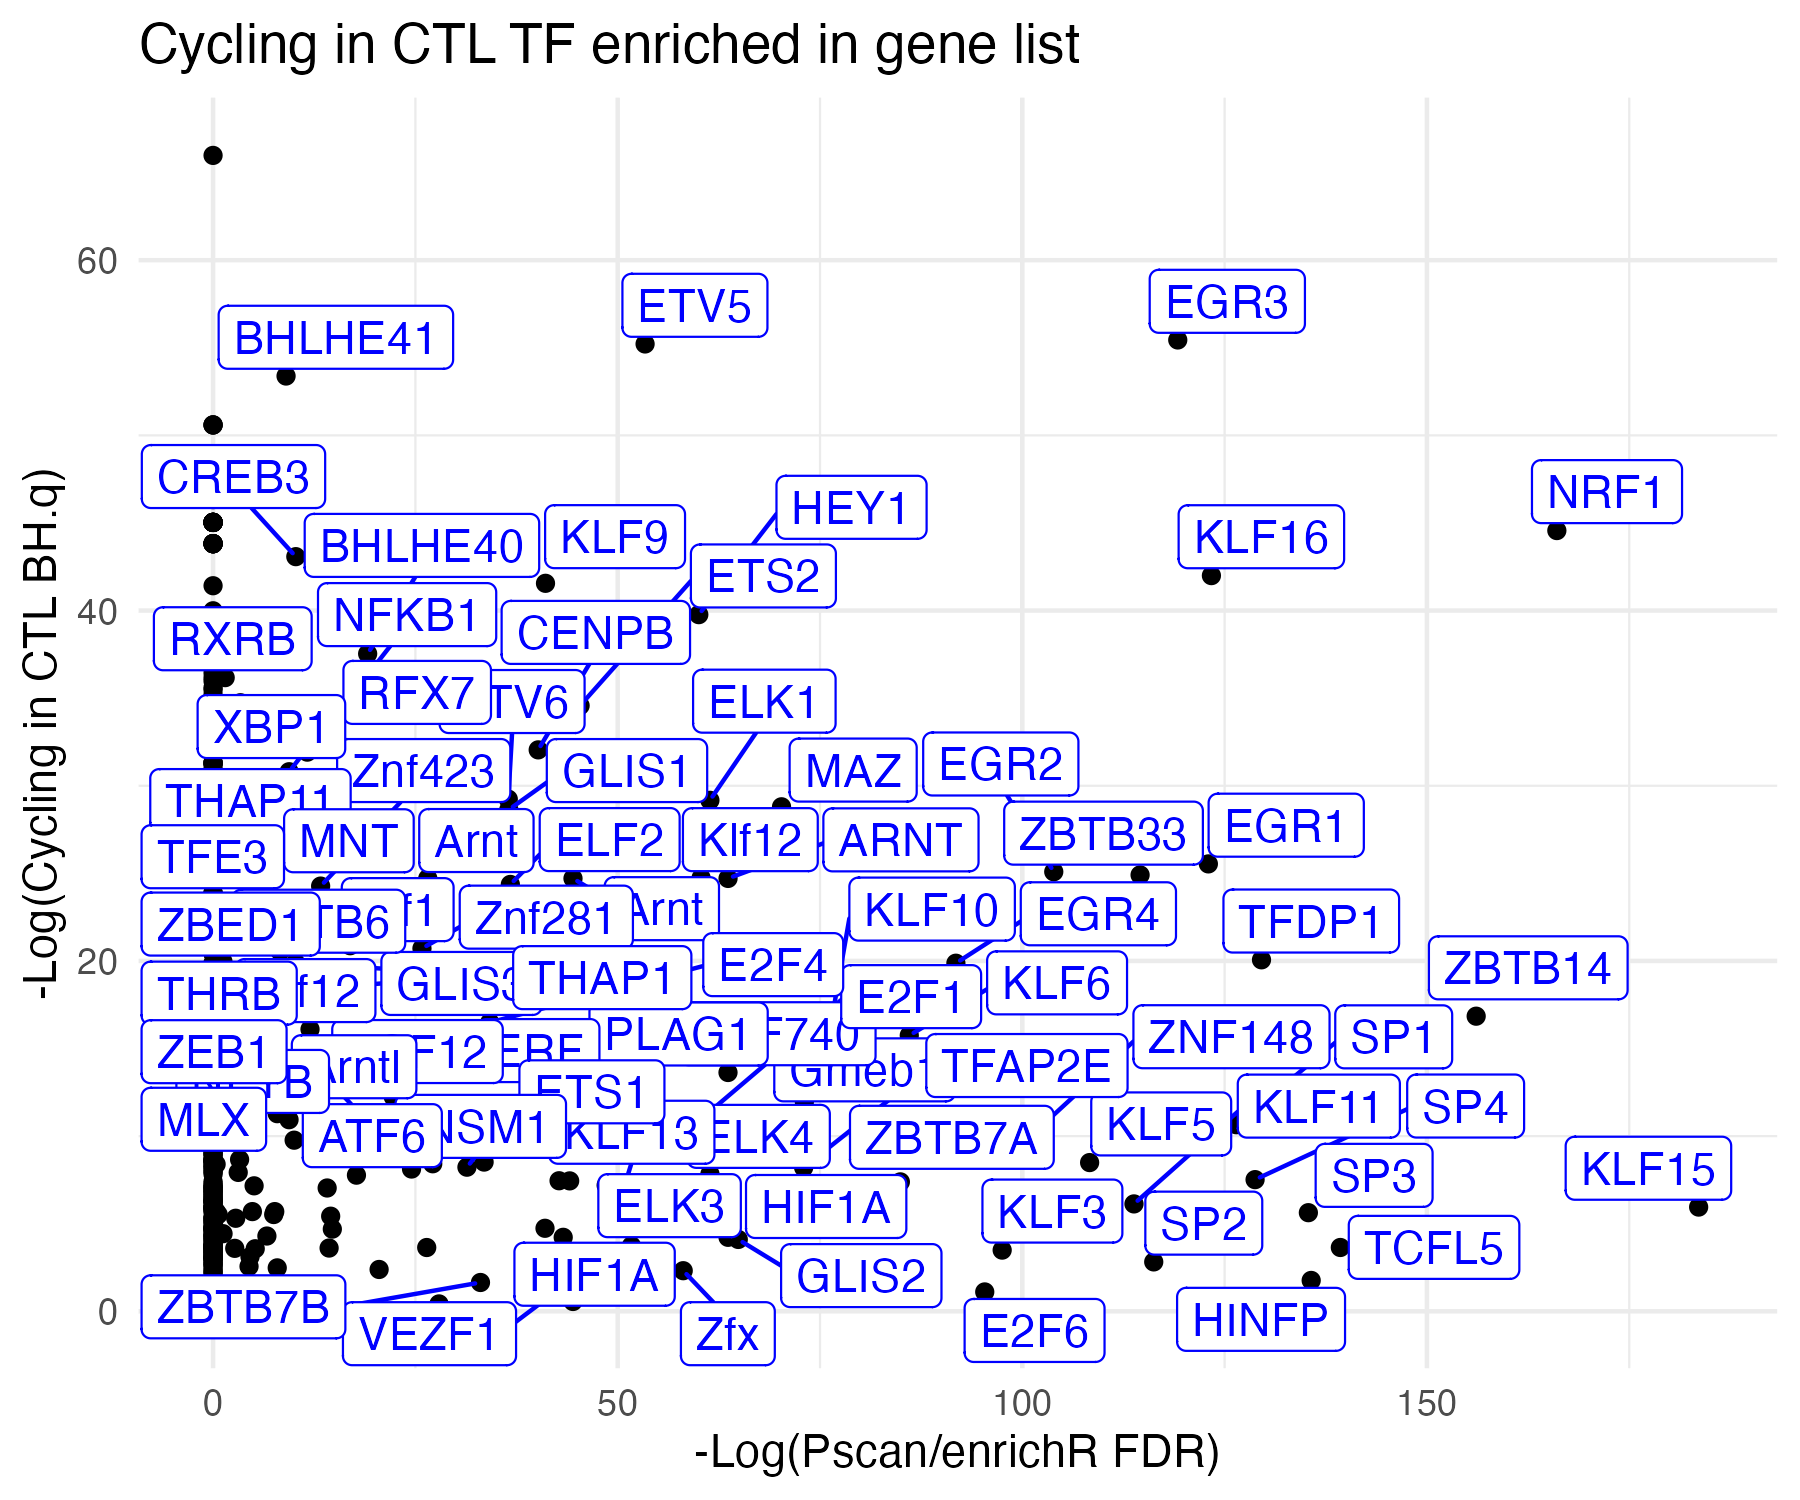 Cycling in CTL TF enriched in gene list
-Log(Cycling in CTL BH.q)
60
40
20
0
ETV5
EGR3
BHLHE41
CREB3
NRF1
HEY1
BHLHE40
KLF9
KLF16
ETS2
NFKB1
CENPB
RXRB
RFX7
TV6
ELK1
XBP1
Znf423
GLIS1
MAZ
EGR2
THAP11
MNT
Arnt
ELF2
Klf12
ARNT
ZBTB33
EGR1
TFE3
ZBED1
TB6
f1
Znf281
Arnt
KLF10
EGR4
TFDP1
THRB
f12
GLIS3
THAP1
E2F4
E2F1
KLF6
ZBTB14
ZEB1
F12
PLAG1
F740
ZNF148
SP1
Arntl
TFAP2E
B
ETS1
MLX
ATF6
NSM1
KLF13
ELK4
ZBTB7A
KLF5
KLF11
SP4
ELK3
HIF1A
KLF3
SP2
SP3
KLF15
ZBTB7B
HIF1A
GLIS2
TCFL5
VEZF1
Zfx
E2F6
HINFP
0
50
100
150
-Log(Pscan/enrichR FDR)